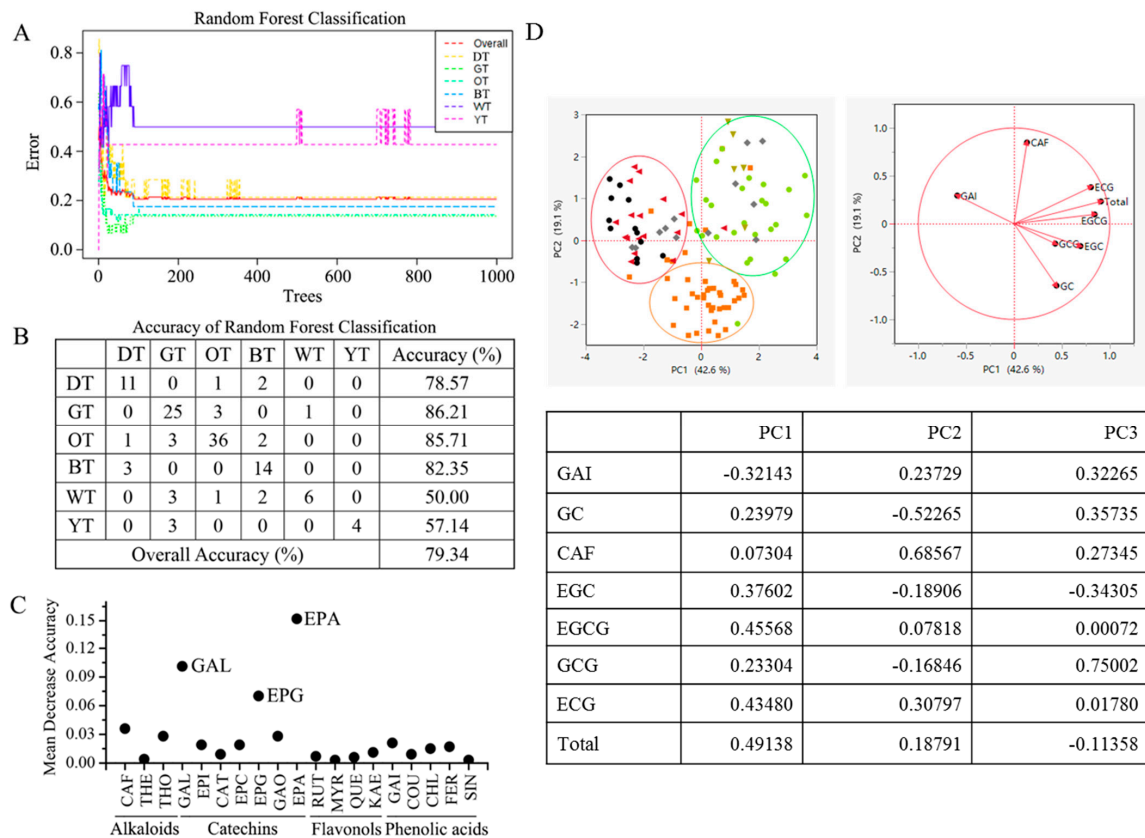 A
Random Forest Classification
Error
0.8
0.6
0.4
0.2
0.0
0 200 400 600 800 1000
Trees
Overall
DT
GT
OT
BT
WT
YT
B
Accuracy of Random Forest Classification
DT GT OT BT WT YT Accuracy (%)
DT 11 0 1 2 0 0 78.57
GT 0 25 3 0 1 0 86.21
OT 1 3 36 2 0 0 85.71
BT 3 0 0 14 0 0 82.35
WT 0 3 1 2 6 0 50.00
YT 0 3 0 0 0 4 57.14
Overall Accuracy (%) 79.34
C
Mean Decrease Accuracy
0.15
0.12
0.09
0.06
0.03
0.00
GAL
EPG
EPA
CAF THE THO GAL EPI CAT EPC EPG GAO EPA RUT MYR QUE KAE GAI COU CHL FER SIN
Alkaloids Catechins Flavonols Phenolic acids
D
PC2 (19.1 %)
3
2
1
0
-1
-2
-4 -2 0 2 4
PC1 (42.6 %)
PC2 (19.1 %)
1.0
0.5
0.0
-0.5
-1.0
CAF
GAI
ECG
Total
EGCG
GCG
EGC
GC
-1.0 -0.5 0.0 0.5 1.0
PC1 (42.6 %)
PC1 PC2 PC3
GAI -0.32143 0.23729 0.32265
GC 0.23979 -0.52265 0.35735
CAF 0.07304 0.68567 0.27345
EGC 0.37602 -0.18906 -0.34305
EGCG 0.45568 0.07818 0.00072
GCG 0.23304 -0.16846 0.75002
ECG 0.43480 0.30797 0.01780
Total 0.49138 0.18791 -0.11358